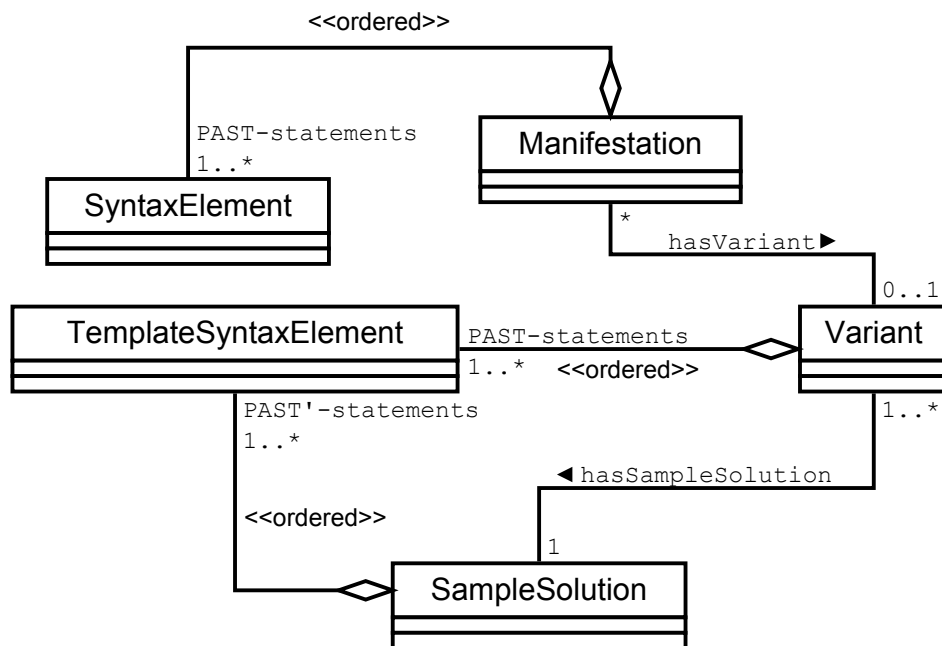 <<ordered>>
PAST-statements
1..*
Manifestation
SyntaxElement
*
hasVariant ►
0..1
TemplateSyntaxElement
PAST-statements
1..*
<<ordered>>
Variant
PAST'-statements
1..*
1..*
◄ hasSampleSolution
<<ordered>>
1
SampleSolution